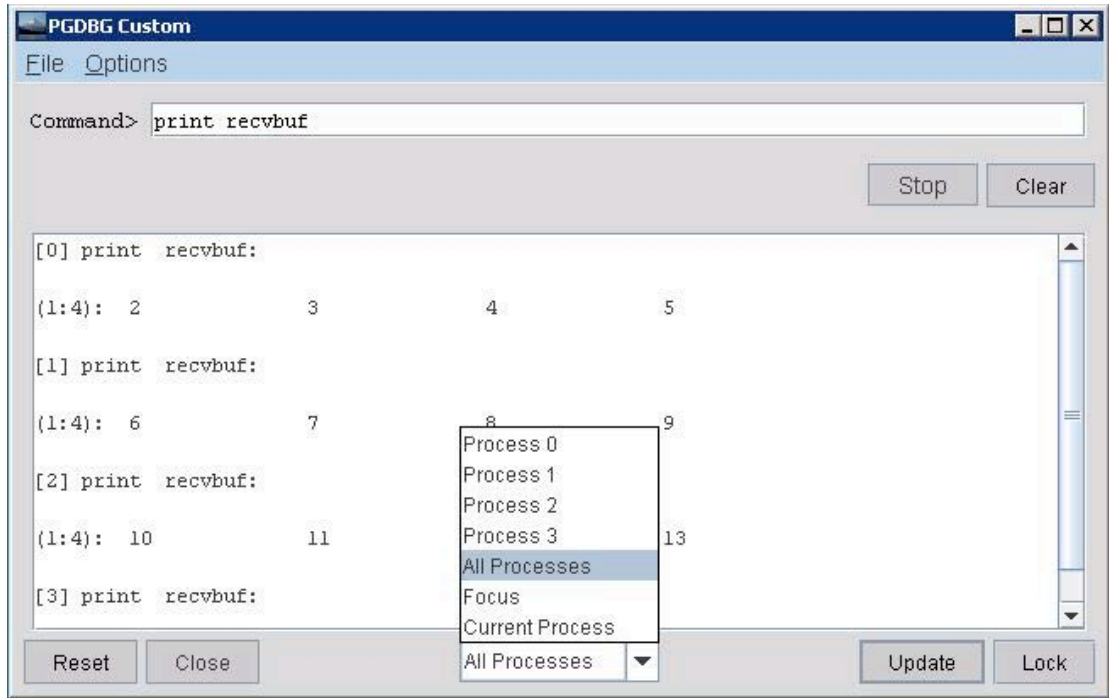 PGDBG Custom
File Options
Command> print recvbuf
Stop Clear
[0] print recvbuf:
(1:4): 2 3 4 5
[1] print recvbuf:
(1:4): 6 7 8 9
[2] print recvbuf:
(1:4): 10 11 13
[3] print recvbuf:
Process 0
Process 1
Process 2
Process 3
All Processes
Focus
Current Process
Reset Close All Processes Update Lock